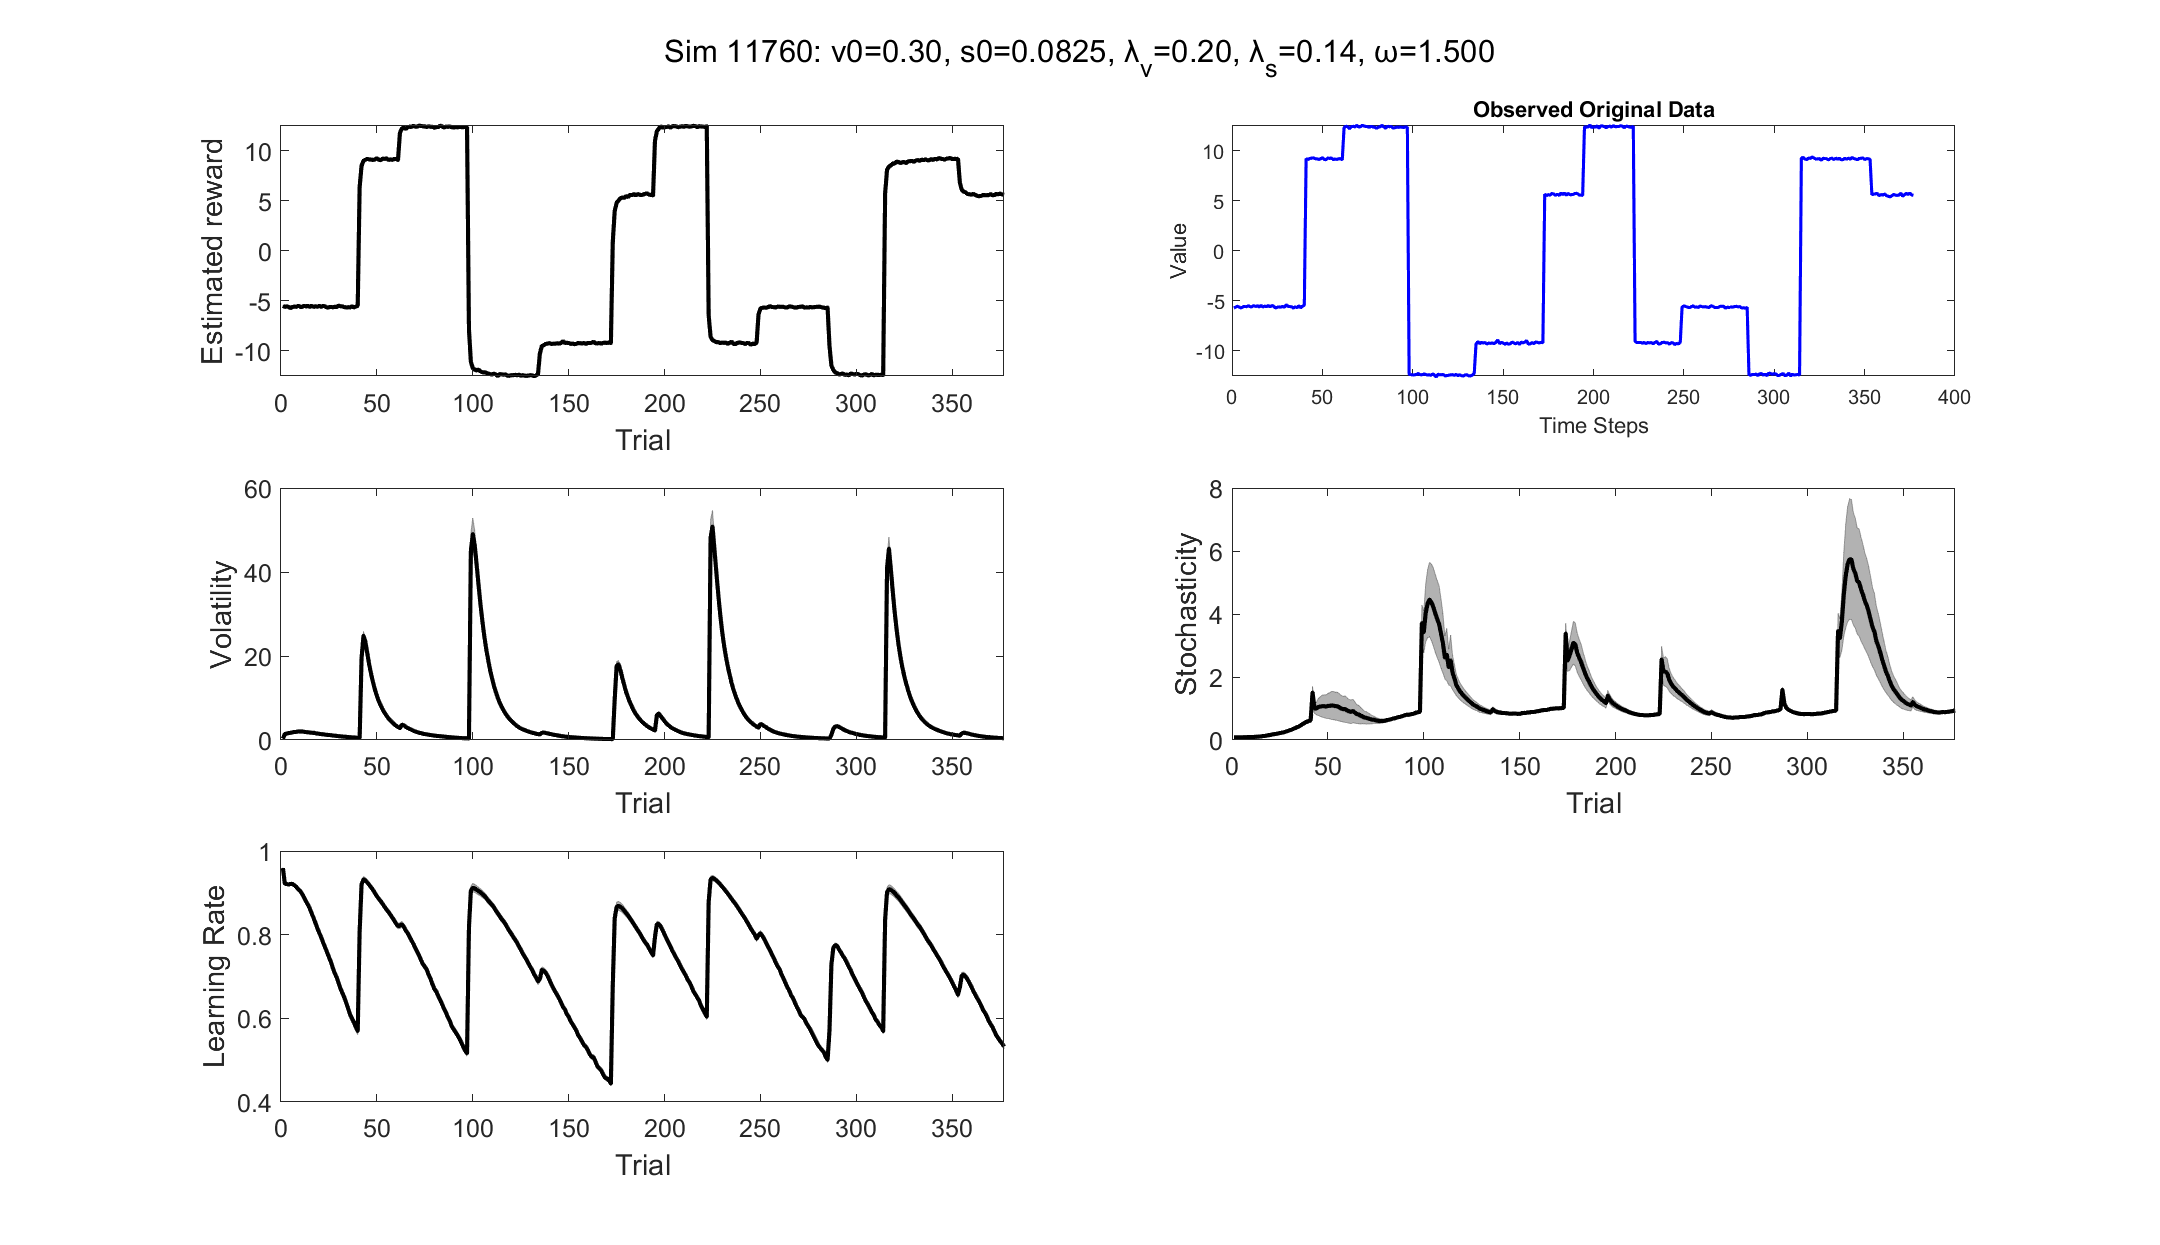 Sim 11760: v0=0.30, s0=0.0825, λ_v=0.20, λ_s=0.14, ω=1.500
Estimated reward
10
5
0
-5
-10
0 50 100 150 200 250 300 350
Trial
Observed Original Data
Value
10
5
0
-5
-10
0 50 100 150 200 250 300 350 400
Time Steps
Volatility
60
40
20
0
0 50 100 150 200 250 300 350
Trial
Stochasticity
8
6
4
2
0
0 50 100 150 200 250 300 350
Trial
Learning Rate
1
0.8
0.6
0.4
0 50 100 150 200 250 300 350
Trial